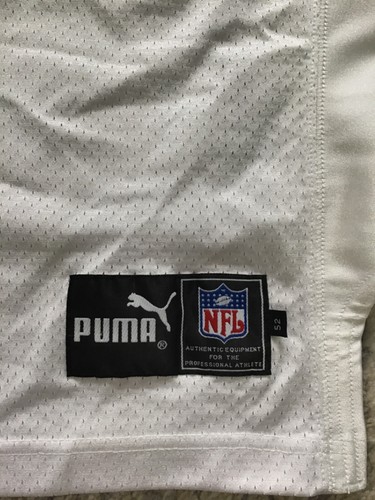 PUMA®
NFL
AUTHENTIC EQUIPMENT
FOR THE
PROFESSIONAL ATHLETE
52